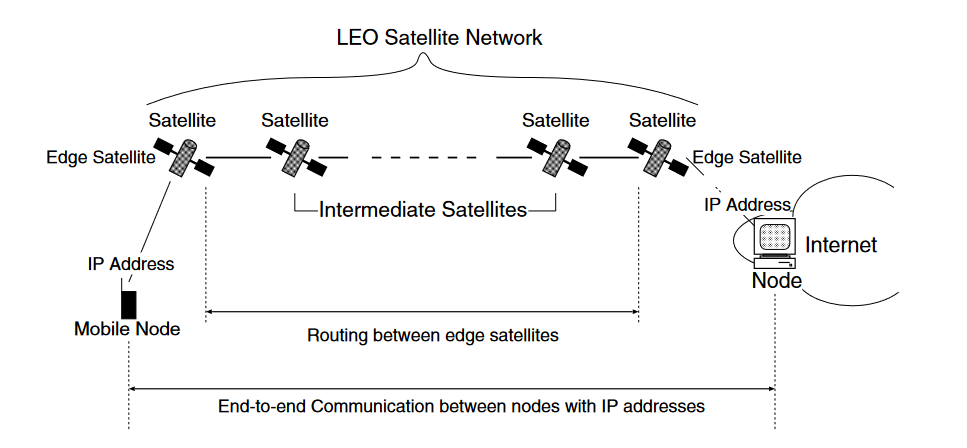 LEO Satellite Network
Satellite
Satellite
Satellite
Satellite
Edge Satellite
Edge Satellite
Intermediate Satellites
IP Address
Internet
IP Address
Node
Mobile Node
Routing between edge satellites
End-to-end Communication between nodes with IP addresses